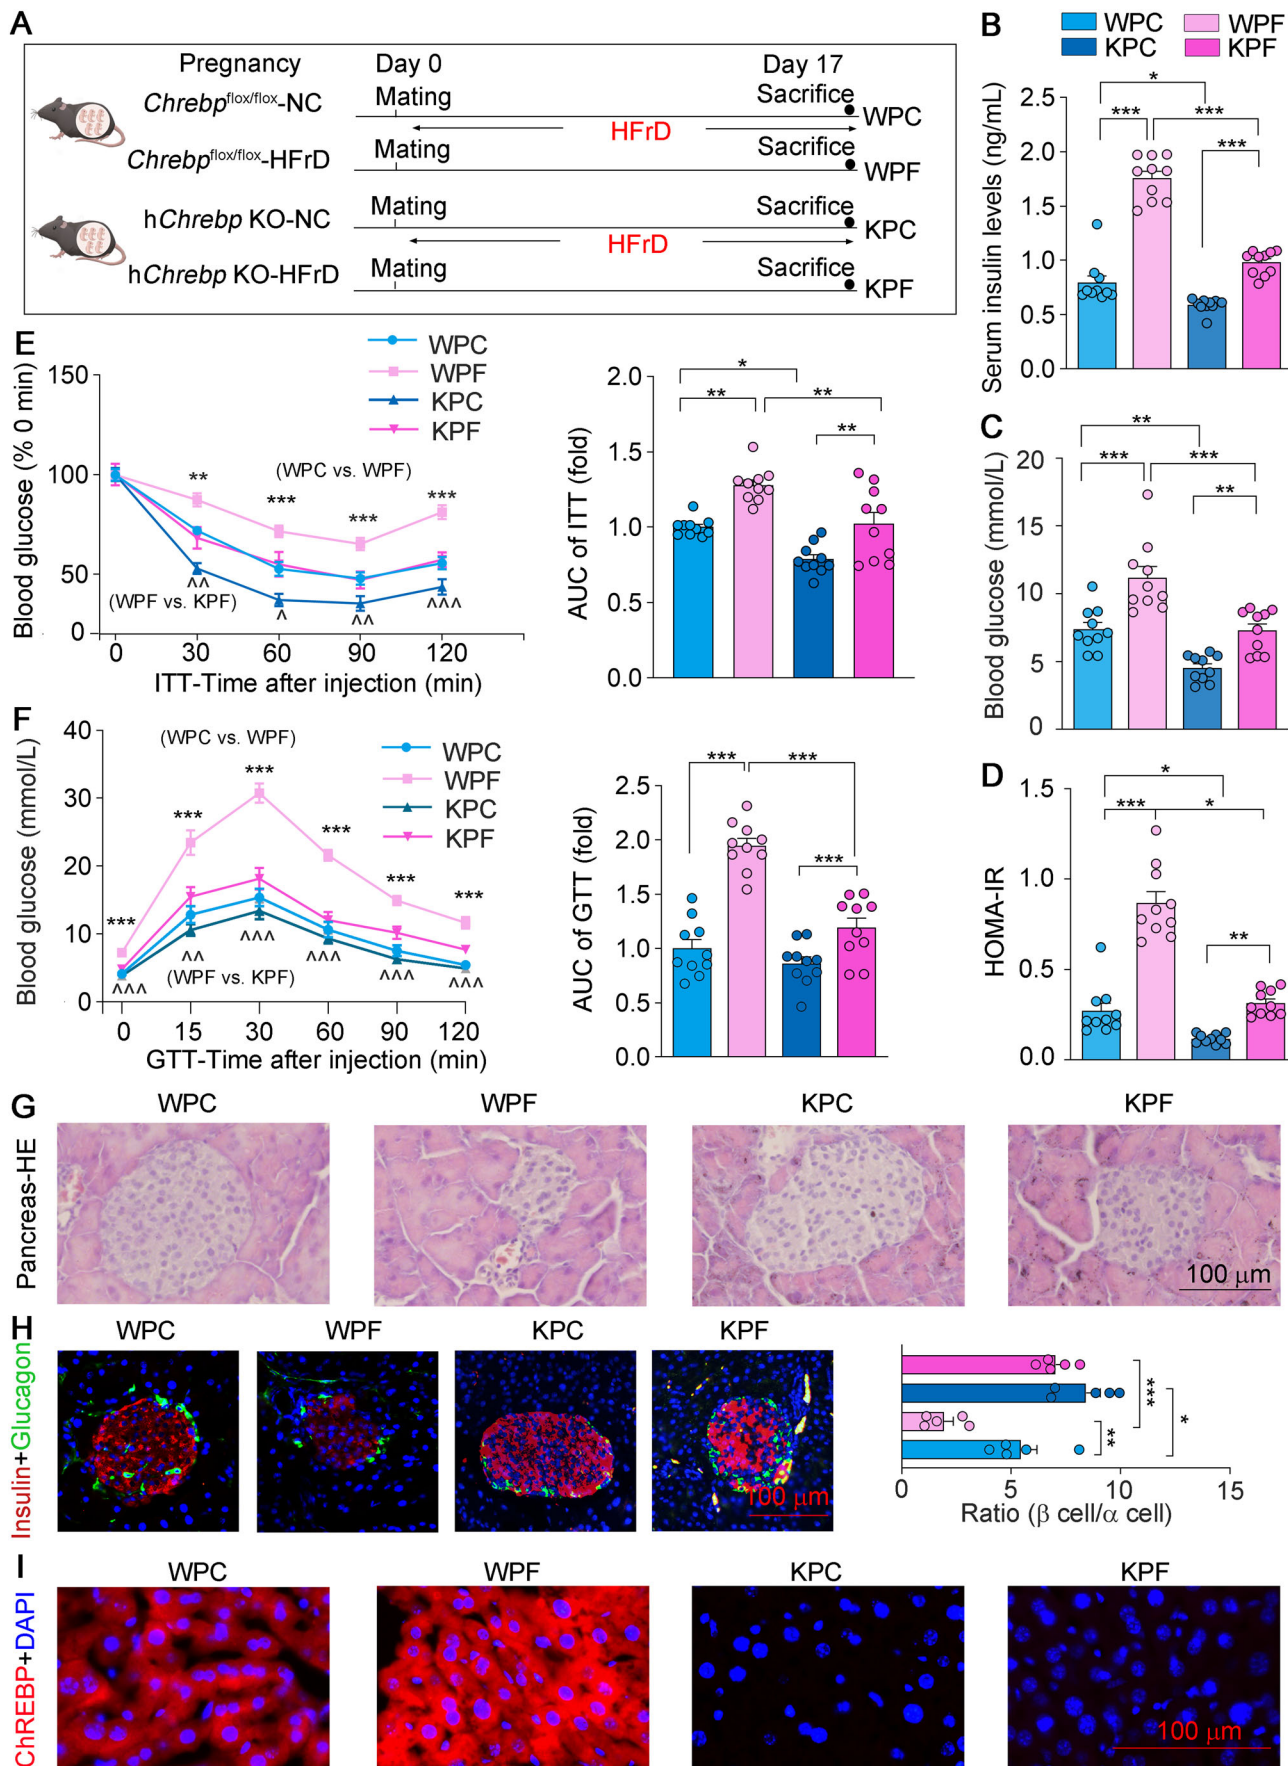 A
Pregnancy Day 0 Day 17
Chrebpflox/flox-NC Mating Sacrifice WPC
HFrD
Chrebpflox/flox-HFrD Mating Sacrifice WPF
hChrebp KO-NC Mating Sacrifice KPC
HFrD
hChrebp KO-HFrD Mating Sacrifice KPF
B
WPC WPF
KPC KPF
Serum insulin levels (ng/mL)
2.5
2.0
1.5
1.0
0.5
0.0
*
*** ***
***
C
Blood glucose (mmol/L)
20
15
10
5
0
**
*** ***
**
D
HOMA-IR
1.5
1.0
0.5
0.0
*
*** *
**
E
WPC
WPF
KPC
KPF
Blood glucose (% 0 min)
150
100
50
0
(WPC vs. WPF)
** *** *** ***
(WPF vs. KPF)
^^ ^ ^^ ^^^
0 30 60 90 120
ITT-Time after injection (min)
AUC of ITT (fold)
2.0
1.5
1.0
0.5
0.0
*
** **
**
F
WPC
WPF
KPC
KPF
Blood glucose (mmol/L)
40
30
20
10
0
(WPC vs. WPF)
*** *** *** *** *** ***
(WPF vs. KPF)
^^^ ^^ ^^^ ^^^ ^^^ ^^^
0 15 30 60 90 120
GTT-Time after injection (min)
AUC of GTT (fold)
2.5
2.0
1.5
1.0
0.5
0.0
*** ***
***
G
WPC WPF KPC KPF
Pancreas-HE
100 μm
H
WPC WPF KPC KPF
Insulin+Glucagon
100 μm
***
*
**
0 5 10 15
Ratio (β cell/α cell)
I
WPC WPF KPC KPF
ChREBP+DAPI
100 μm